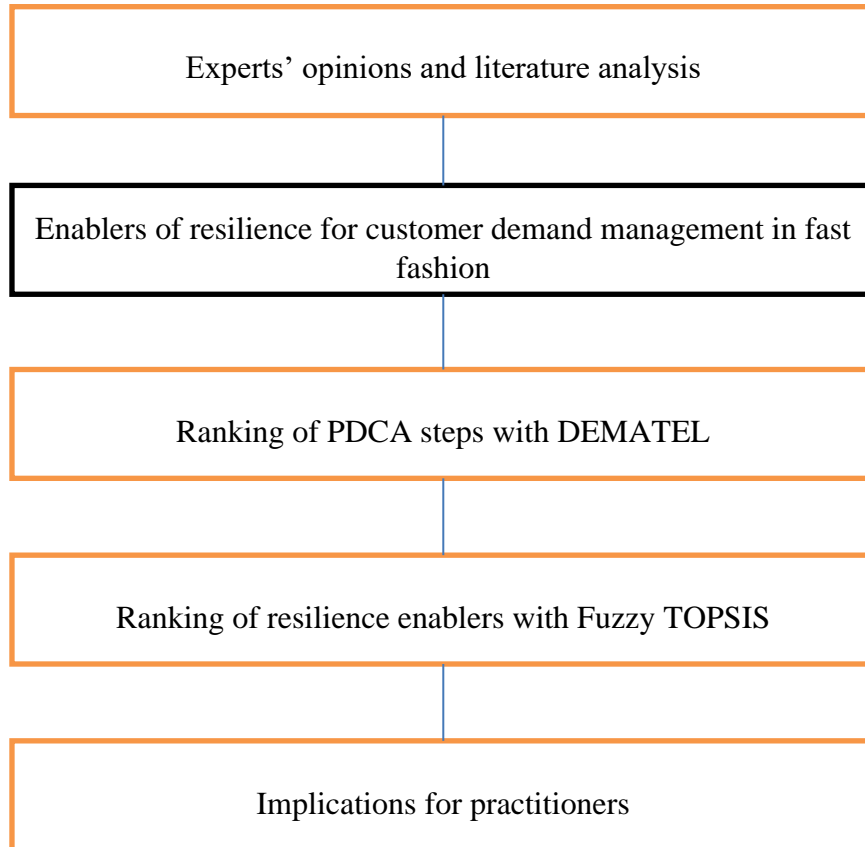 Experts’ opinions and literature analysis
Enablers of resilience for customer demand management in fast
fashion
Ranking of PDCA steps with DEMATEL
Ranking of resilience enablers with Fuzzy TOPSIS
Implications for practitioners